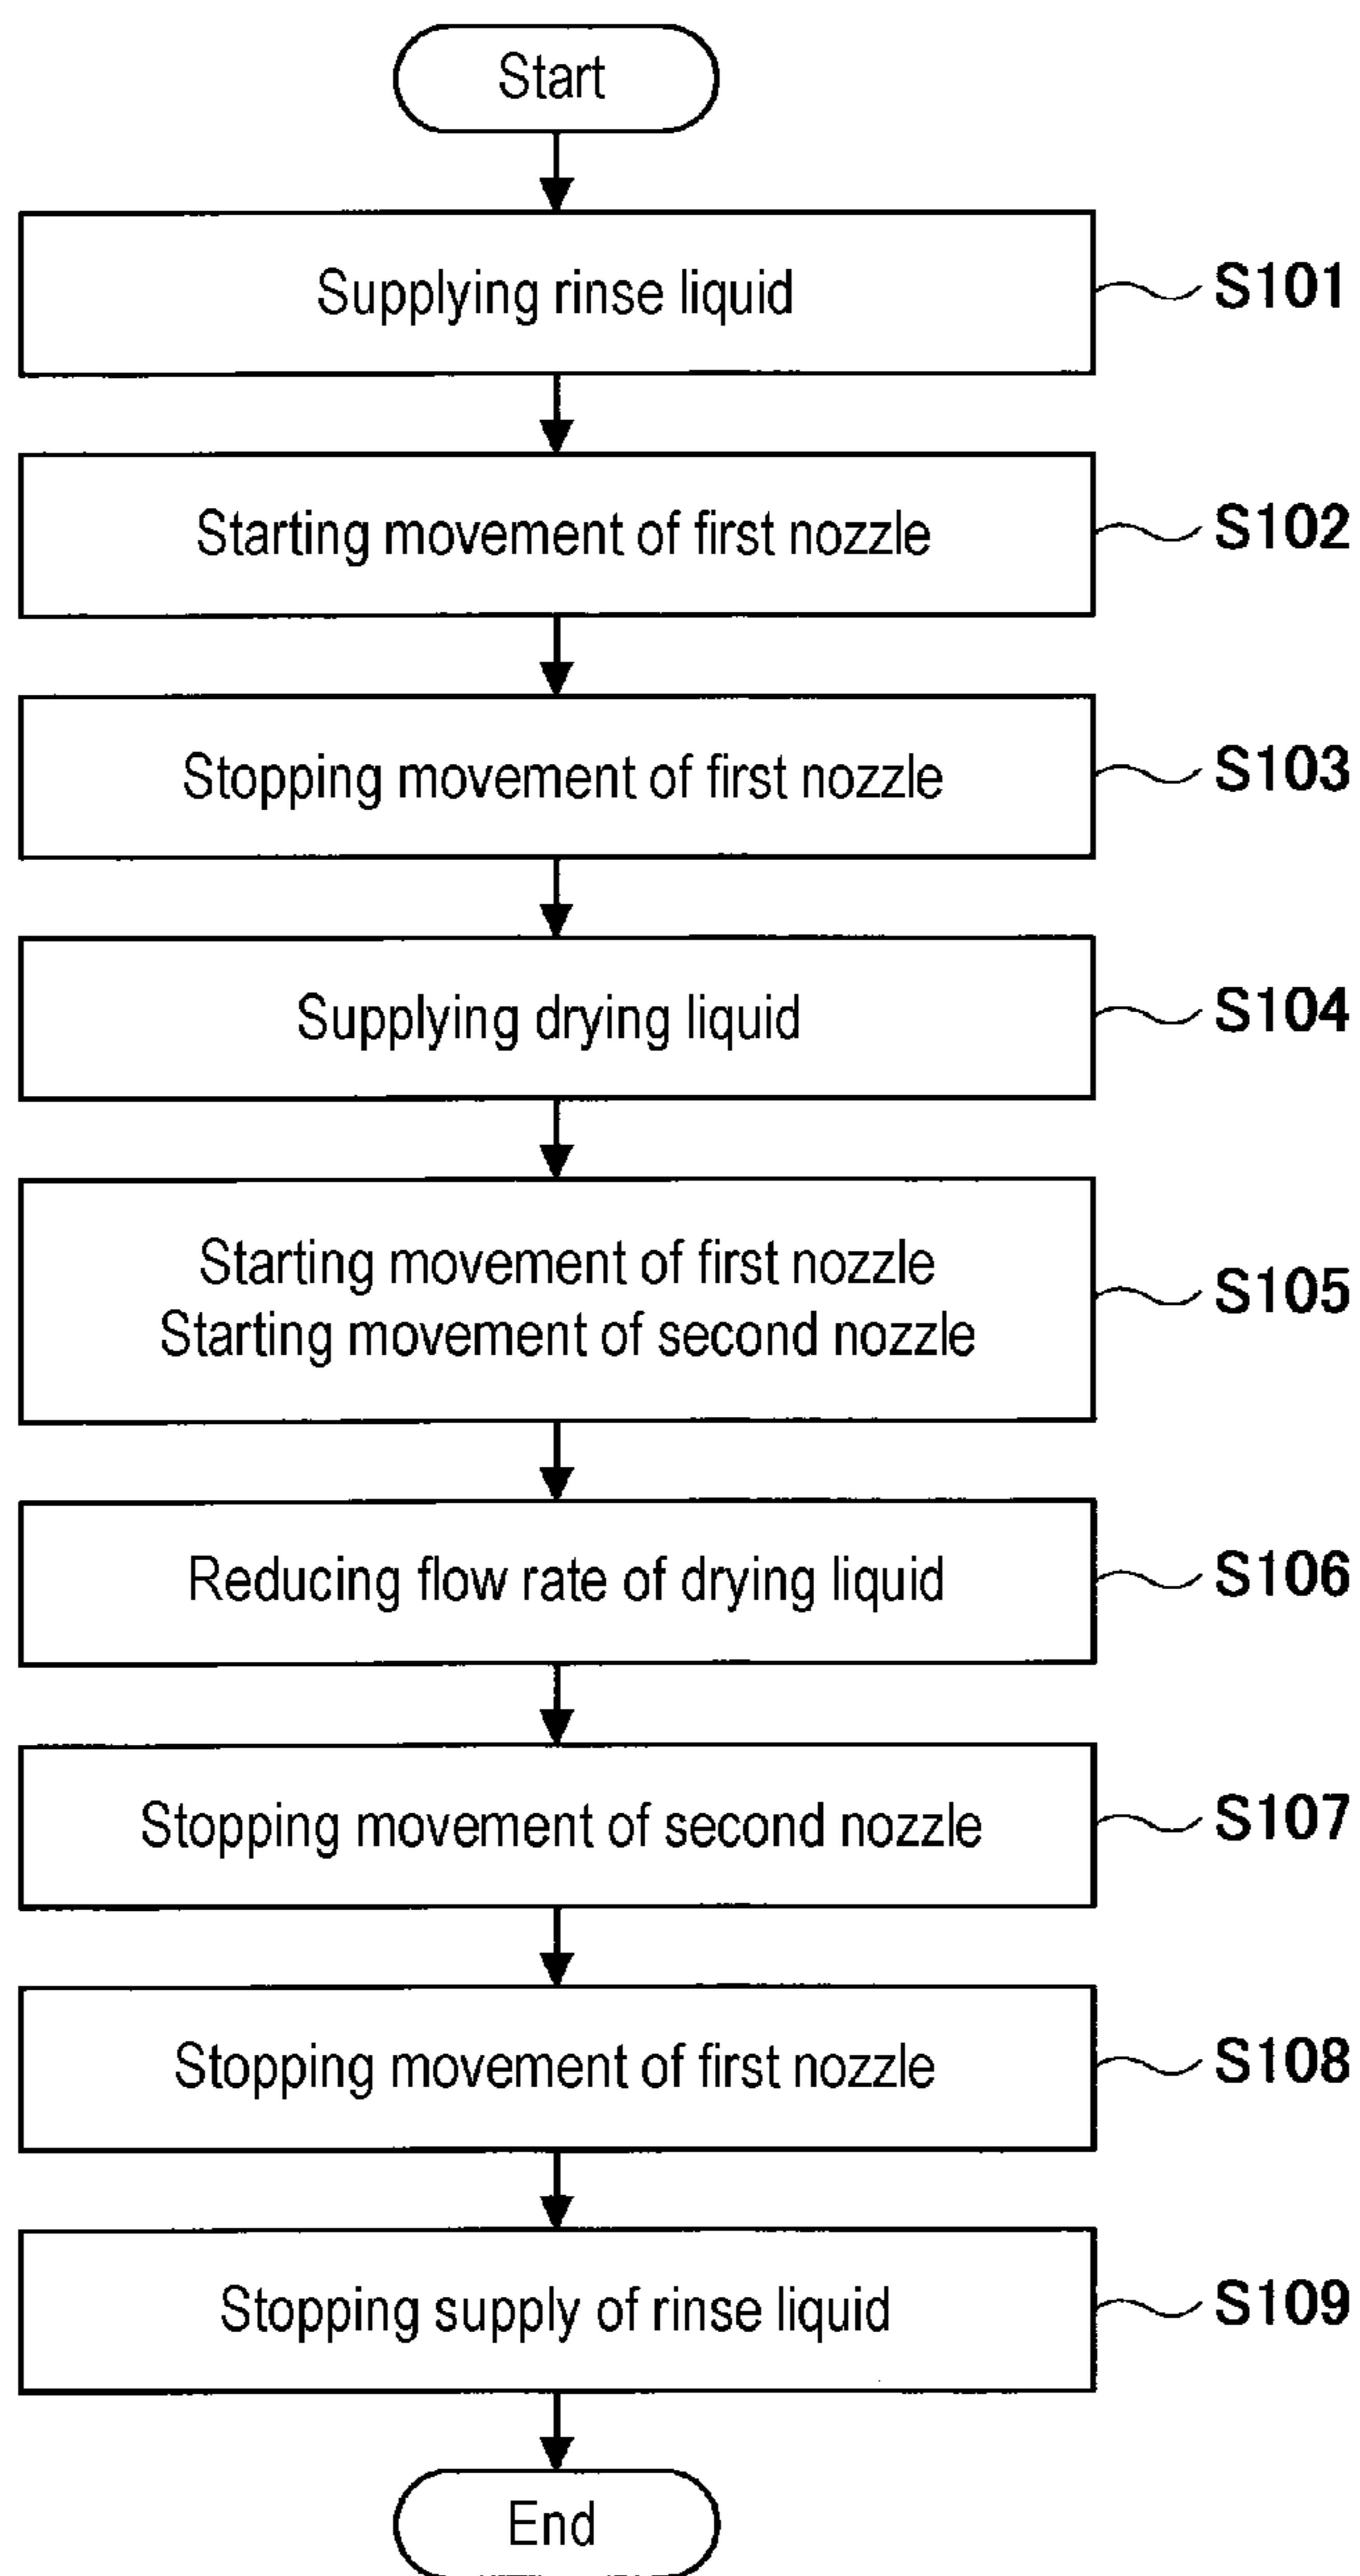 Start
Supplying rinse liquid
S101
Starting movement of first nozzle
S102
Stopping movement of first nozzle
S103
Supplying drying liquid
S104
Starting movement of first nozzle
Starting movement of second nozzle
S105
Reducing flow rate of drying liquid
S106
Stopping movement of second nozzle
S107
Stopping movement of first nozzle
S108
Stopping supply of rinse liquid
S109
End